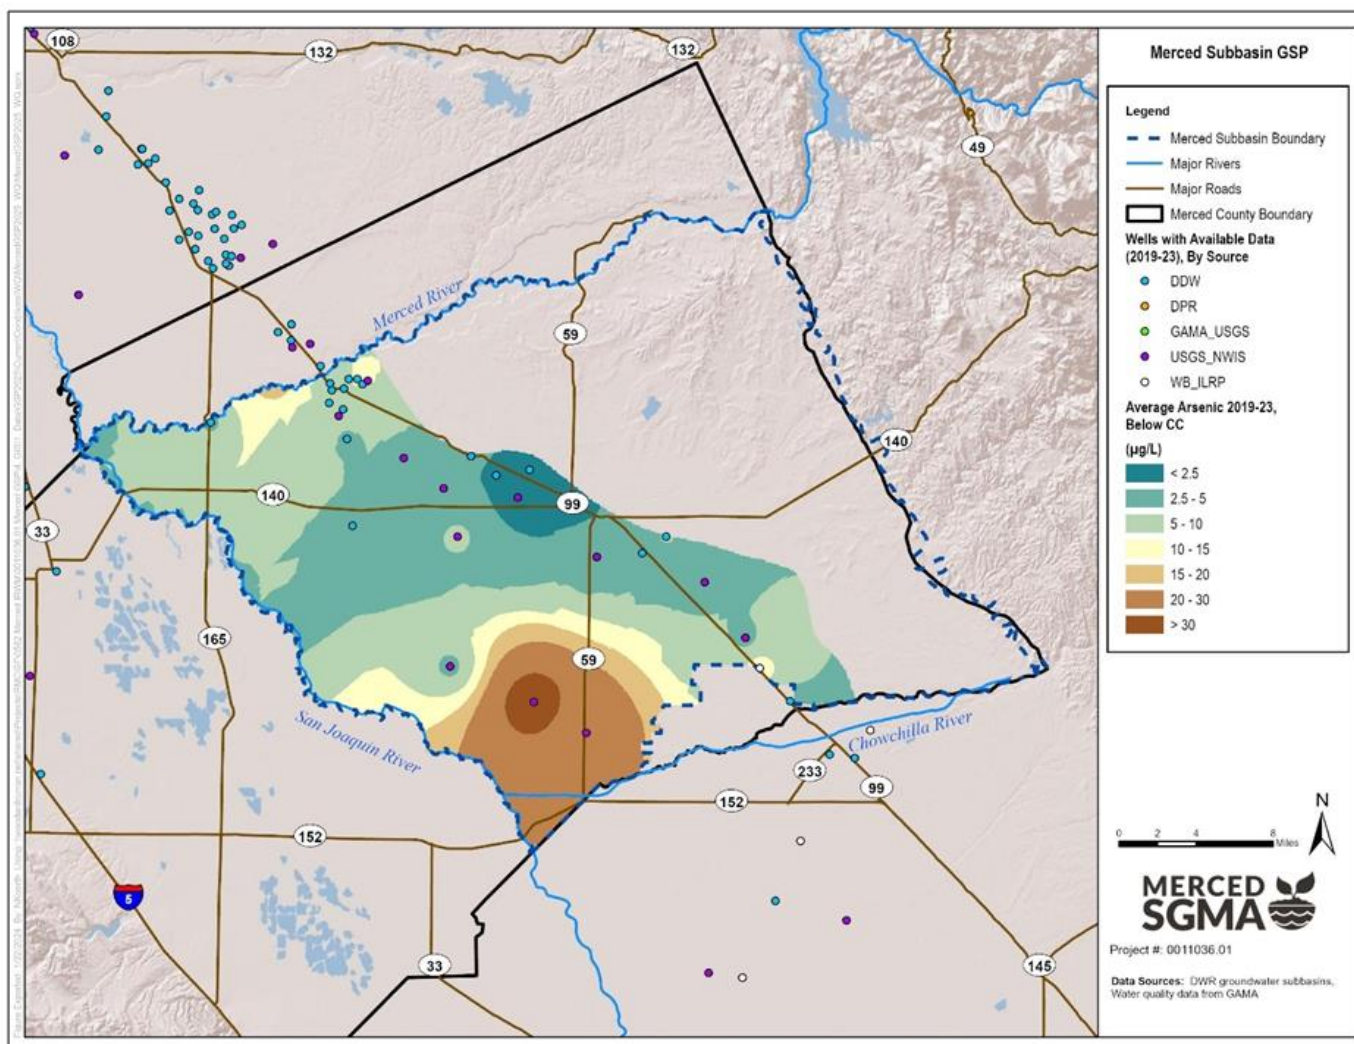 108
132
132
49
Merced River
59
140
140
99
33
165
59
San Joaquin River
Chowchilla River
233
99
152
152
5
33
145
Merced Subbasin GSP
Legend
Merced Subbasin Boundary
Major Rivers
Major Roads
Merced County Boundary
Wells with Available Data
(2019-23), By Source
DDW
DPR
GAMA_USGS
USGS_NWIS
WB_ILRP
Average Arsenic 2019-23,
Below CC
(µg/L)
< 2.5
2.5 - 5
5 - 10
10 - 15
15 - 20
20 - 30
> 30
N
0 2 4 8
Miles
MERCED
SGMA
Project #: 0011036.01
Data Sources: DWR groundwater subbasins,
Water quality data from GAMA